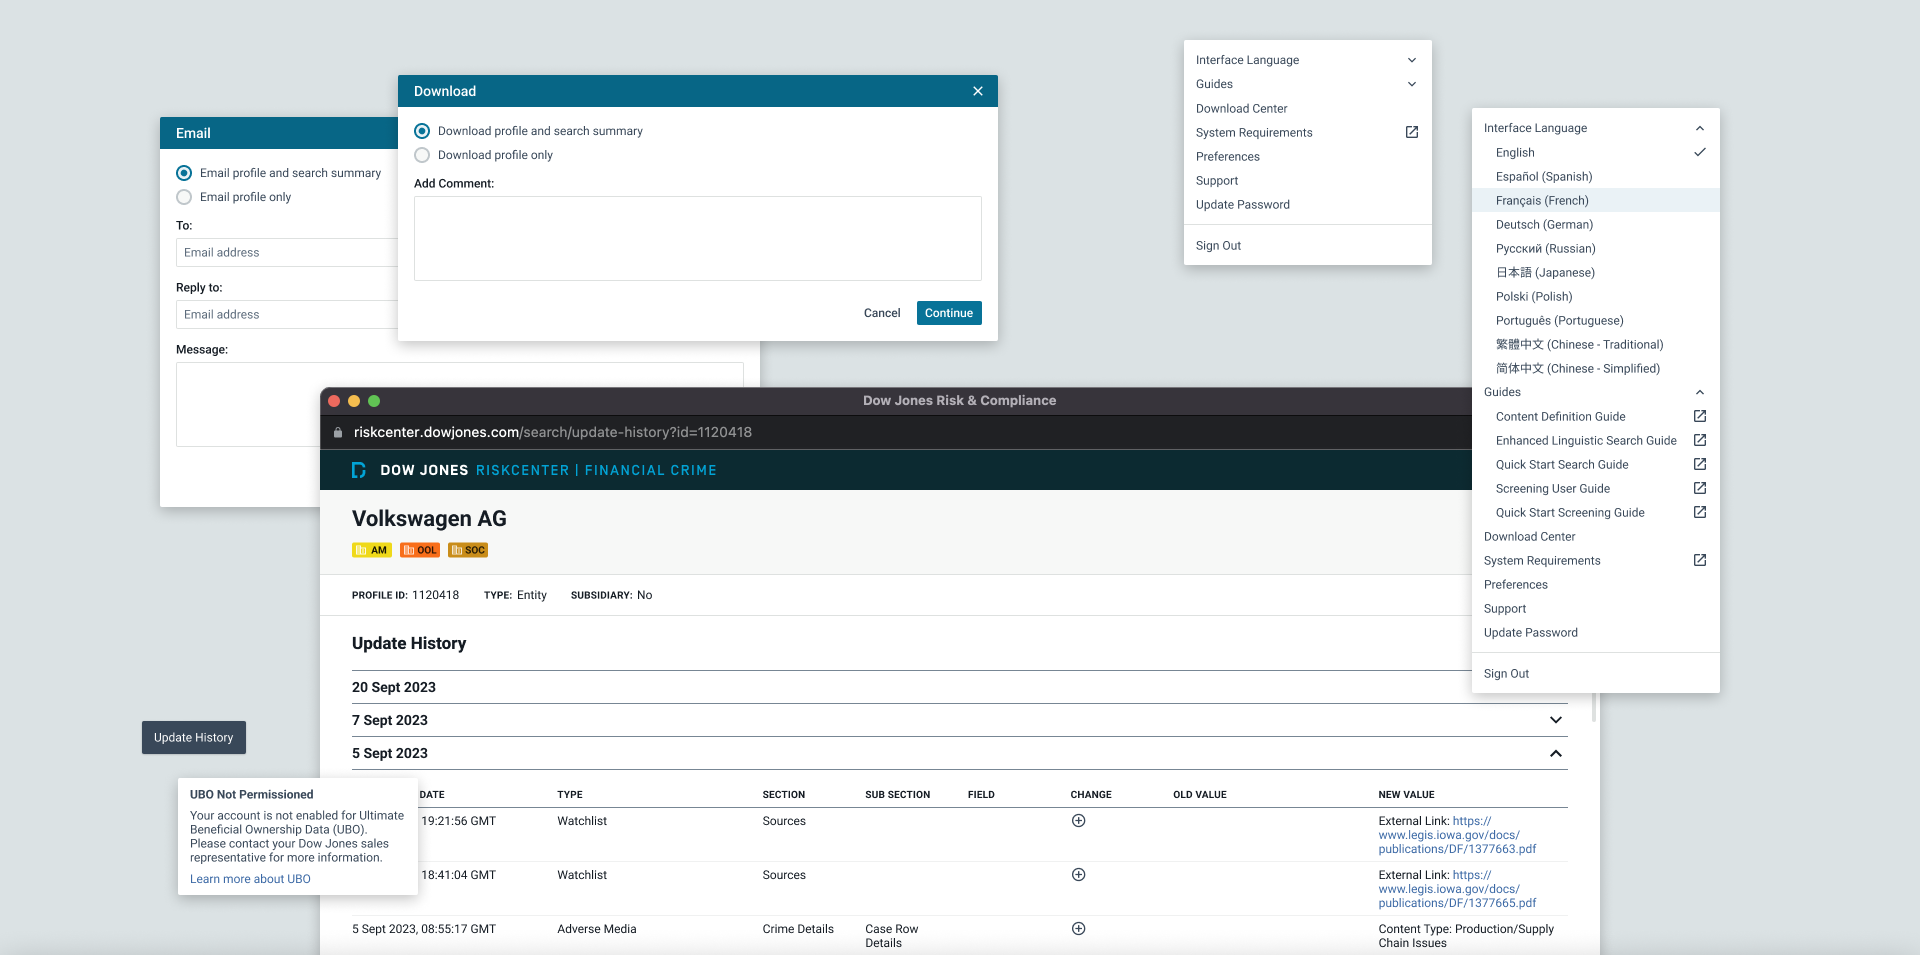 Email
Email profile and search summary
Email profile only
To:
Email address
Reply to:
Email address
Message:
Download
Download profile and search summary
Download profile only
Add Comment:
Cancel
Continue
Interface Language
Guides
Download Center
System Requirements
Preferences
Support
Update Password
Sign Out
Interface Language
English
Español (Spanish)
Français (French)
Deutsch (German)
Русский (Russian)
日本語 (Japanese)
Polski (Polish)
Português (Portuguese)
繁體中文 (Chinese - Traditional)
简体中文 (Chinese - Simplified)
Guides
Content Definition Guide
Enhanced Linguistic Search Guide
Quick Start Search Guide
Screening User Guide
Quick Start Screening Guide
Download Center
System Requirements
Preferences
Support
Update Password
Sign Out
Dow Jones Risk & Compliance
riskcenter.dowjones.com/search/update-history?id=1120418
DOW JONES RISKCENTER | FINANCIAL CRIME
Volkswagen AG
AM OOL SOC
PROFILE ID: 1120418 TYPE: Entity SUBSIDIARY: No
Update History
20 Sept 2023
7 Sept 2023
5 Sept 2023
DATE TYPE SECTION SUB SECTION FIELD CHANGE OLD VALUE NEW VALUE
19:21:56 GMT Watchlist Sources External Link: https://
www.legis.iowa.gov/docs/
publications/DF/1377663.pdf
18:41:04 GMT Watchlist Sources External Link: https://
www.legis.iowa.gov/docs/
publications/DF/1377665.pdf
5 Sept 2023, 08:55:17 GMT Adverse Media Crime Details Case Row Content Type: Production/Supply
Details Chain Issues
Update History
UBO Not Permissioned
Your account is not enabled for Ultimate
Beneficial Ownership Data (UBO).
Please contact your Dow Jones sales
representative for more information.
Learn more about UBO